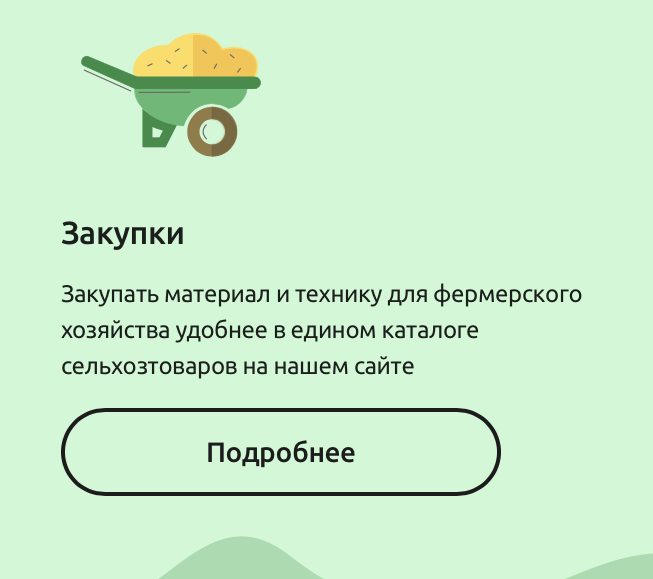 Закупки
Закупать материал и технику для фермерского
хозяйства удобнее в едином каталоге
сельхозтоваров на нашем сайте
Подробнее